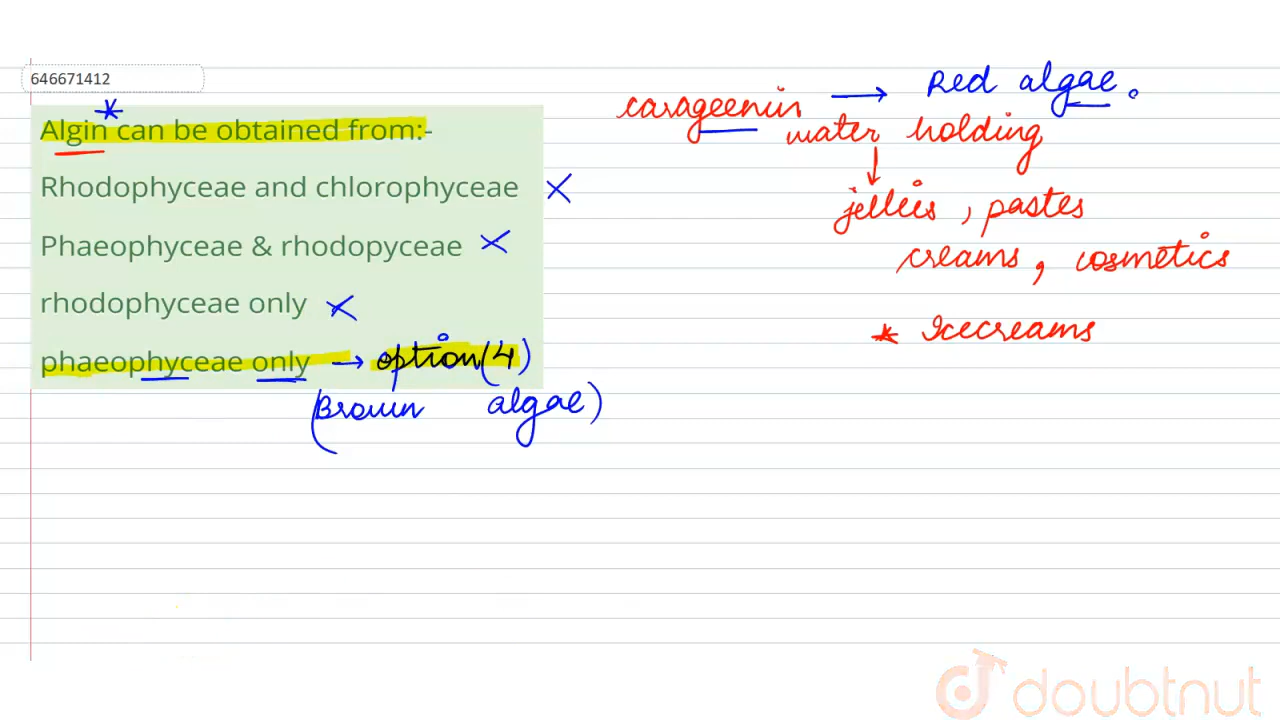 646671412
*
Algin can be obtained from:-
Rhodophyceae and chlorophyceae ×
Phaeophyceae & rhodopyceae ×
rhodophyceae only ×
phaeophyceae only → option (4)
(Brown algae)
carageenin → Red algae.
water holding
↓
jellies, pastes
creams, cosmetics
* Icecreams
doubtnut